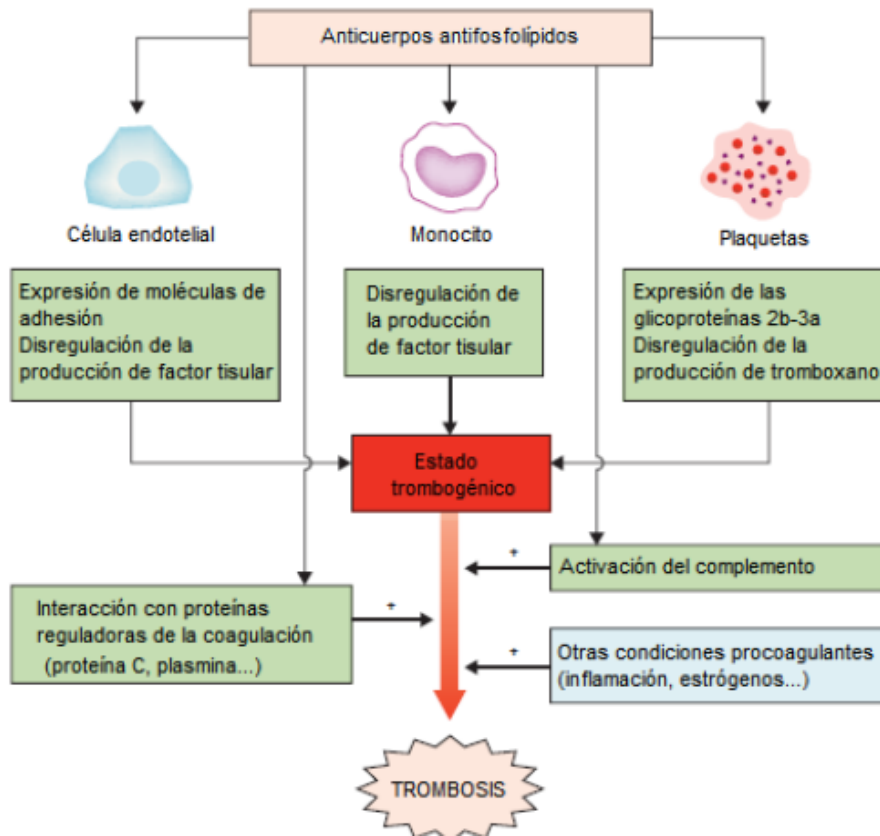 Anticuerpos antifosfolípidos
Célula endotelial
Monocito
Plaquetas
Expresión de moléculas de
adhesión
Disregulación de la
producción de factor tisular
Disregulación de
la producción
de factor tisular
Expresión de las
glicoproteínas 2b-3a
Disregulación de la
producción de tromboxano
Estado
trombogénico
+
Activación del complemento
Interacción con proteínas
reguladoras de la coagulación
(proteína C, plasmina...)
+
+
Otras condiciones procoagulantes
(inflamación, estrógenos...)
TROMBOSIS